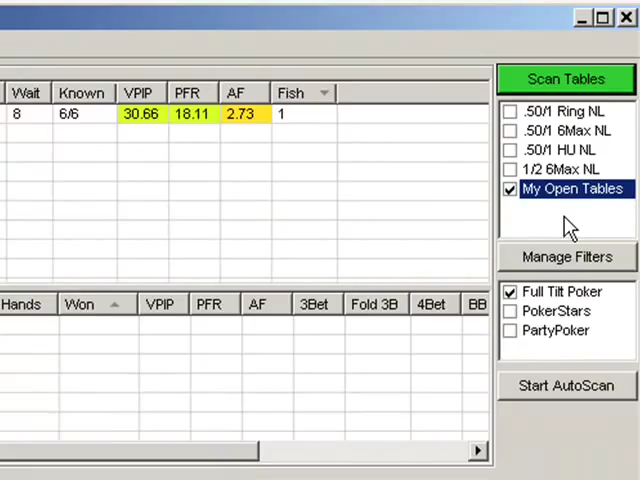 Wait Known VPIP PFR AF Fish
8 6/6 30.66 18.11 2.73 1
Scan Tables
.50/1 Ring NL
.50/1 6Max NL
.50/1 HU NL
1/2 6Max NL
My Open Tables
Manage Filters
Full Tilt Poker
PokerStars
PartyPoker
Start AutoScan
Hands Won VPIP PFR AF 3Bet Fold 3B 4Bet BB